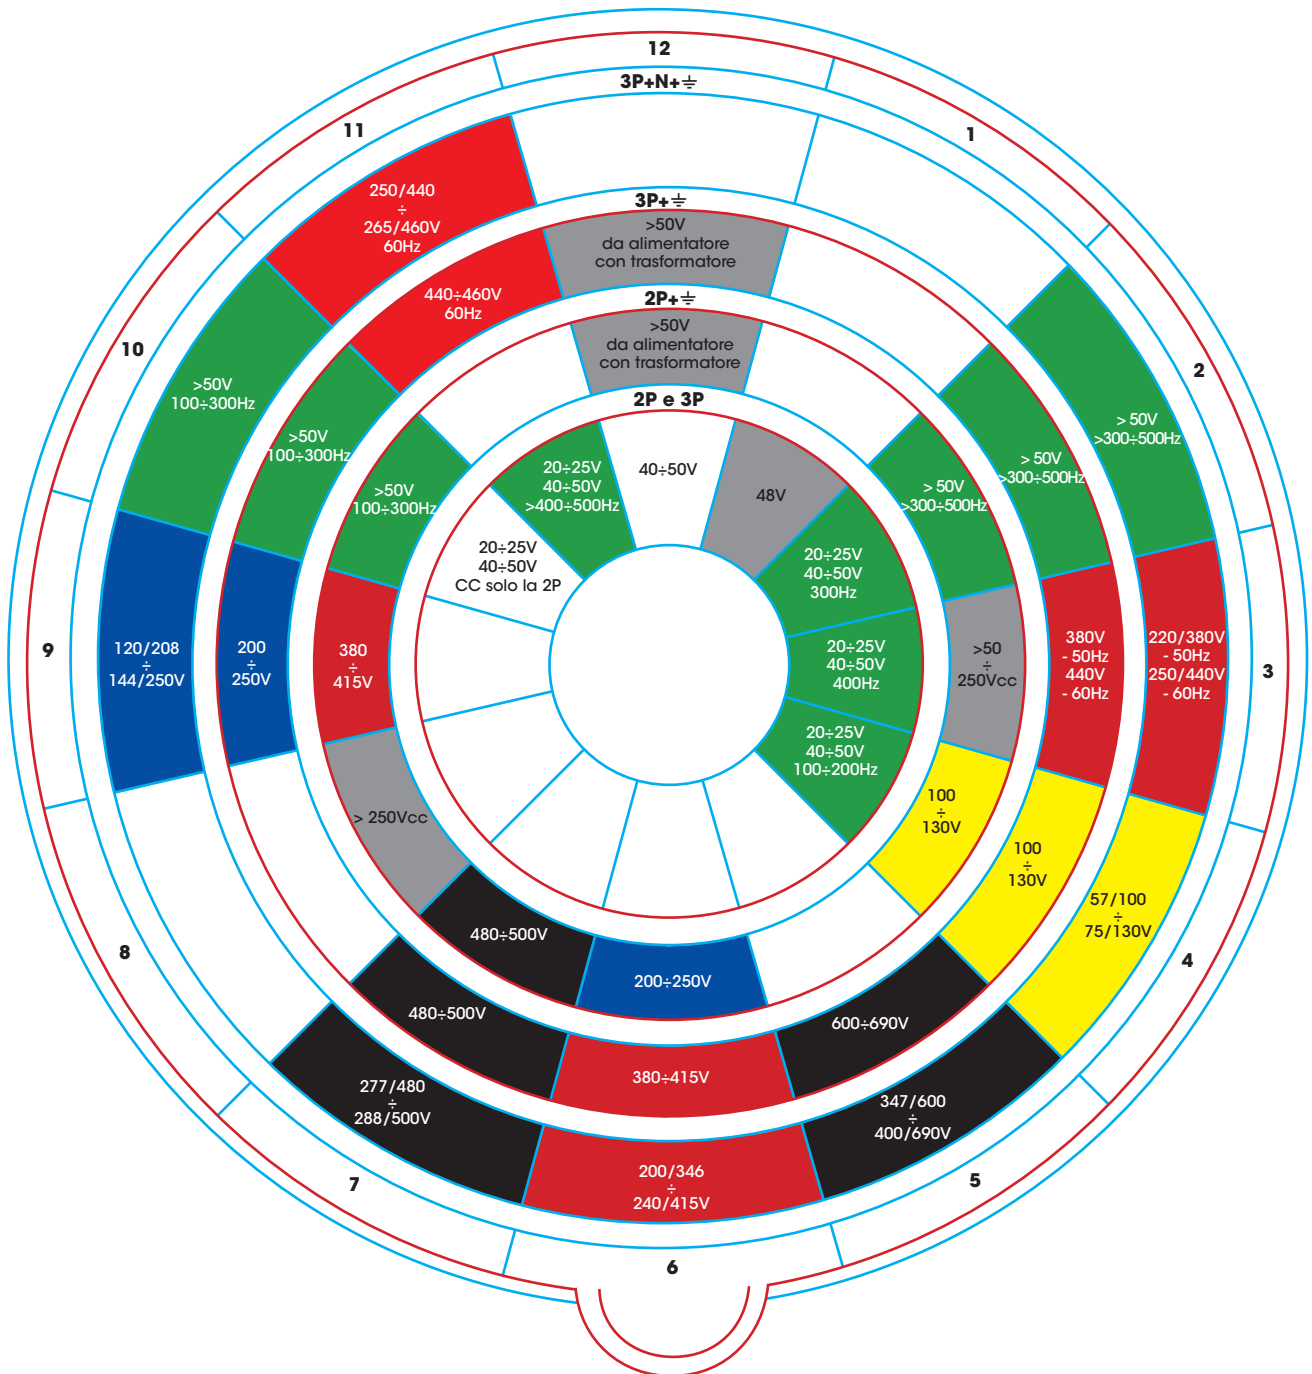 12
3P+N+⏚
11
1
250/440
÷
265/460V
60Hz
3P+⏚
>50V
da alimentatore
con trasformatore
440÷460V
60Hz
2P+⏚
>50V
da alimentatore
con trasformatore
10
2
>50V
100÷300Hz
>50V
100÷300Hz
>50V
100÷300Hz
2P e 3P
20÷25V
40÷50V
>400÷500Hz
40÷50V
48V
> 50V
>300÷500Hz
> 50V
>300÷500Hz
> 50V
>300÷500Hz
20÷25V
40÷50V
CC solo la 2P
20÷25V
40÷50V
300Hz
9
120/208
÷
144/250V
200
÷
250V
380
÷
415V
20÷25V
40÷50V
400Hz
>50
÷
250Vcc
380V
- 50Hz
440V
- 60Hz
220/380V
- 50Hz
250/440V
- 60Hz
3
20÷25V
40÷50V
100÷200Hz
> 250Vcc
100
÷
130V
100
÷
130V
57/100
÷
75/130V
8
4
480÷500V
200÷250V
480÷500V
600÷690V
380÷415V
277/480
÷
288/500V
347/600
÷
400/690V
200/346
÷
240/415V
7
5
6